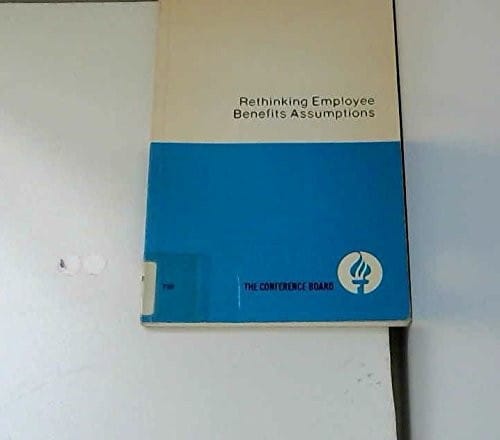 Rethinking Employee
Benefits Assumptions
THE CONFERENCE BOARD